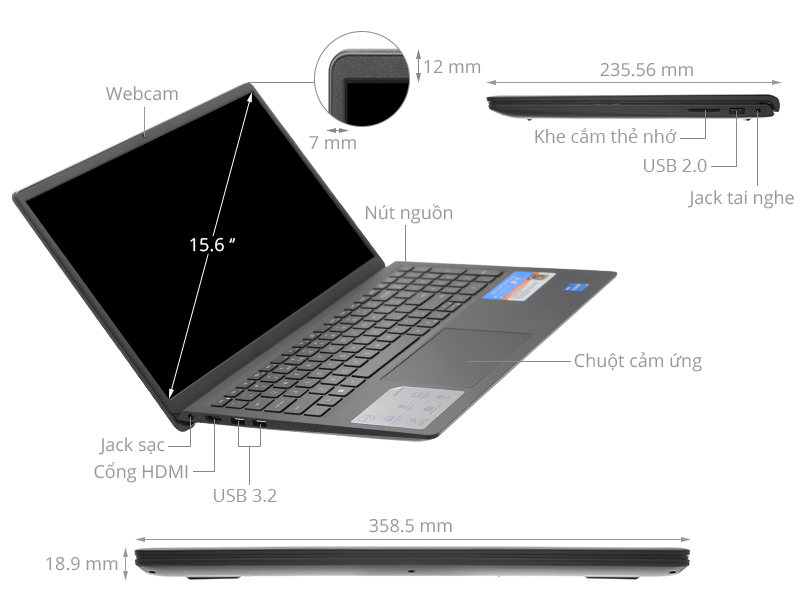 12 mm
235.56 mm
Webcam
7 mm
Khe cắm thẻ nhớ
USB 2.0
Jack tai nghe
Nút nguồn
15.6 “
Chuột cảm ứng
Jack sạc
Cổng HDMI
USB 3.2
358.5 mm
18.9 mm